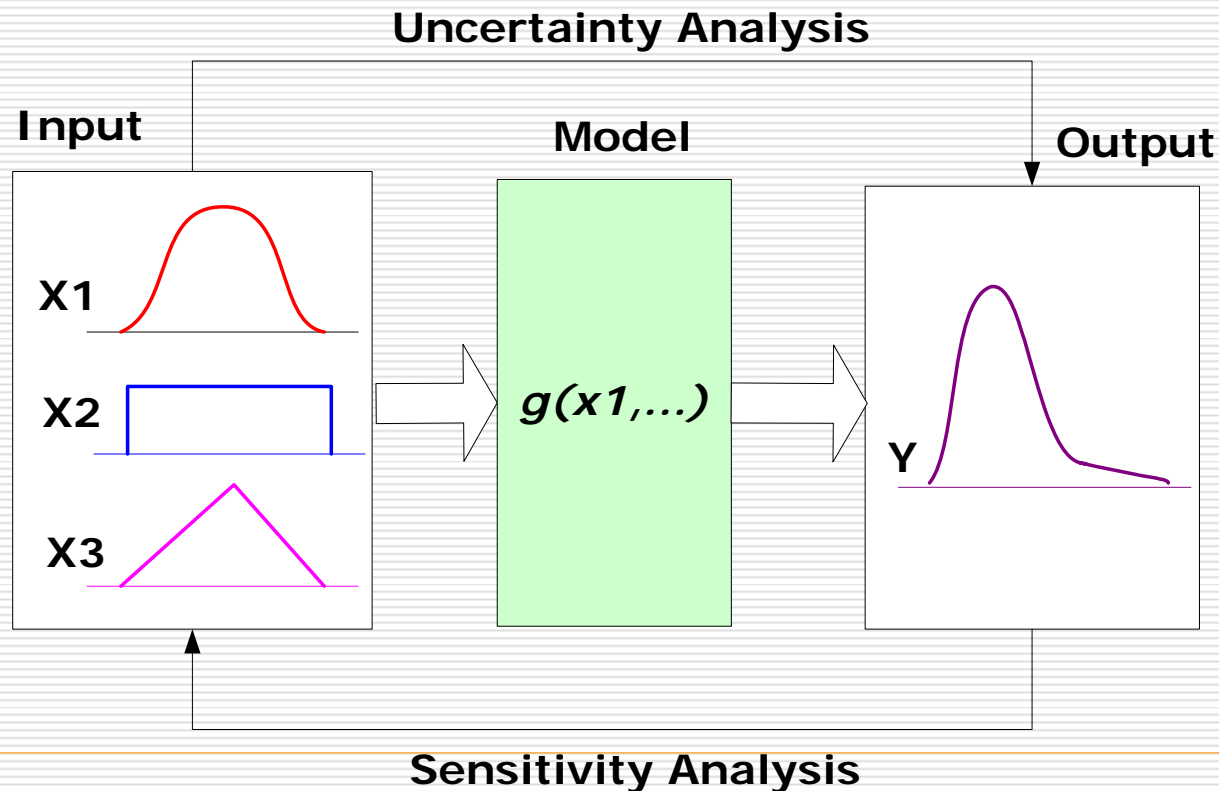 Uncertainty Analysis
Input
Model
Output
X1
X2
X3
g(x1,...)
Y
Sensitivity Analysis